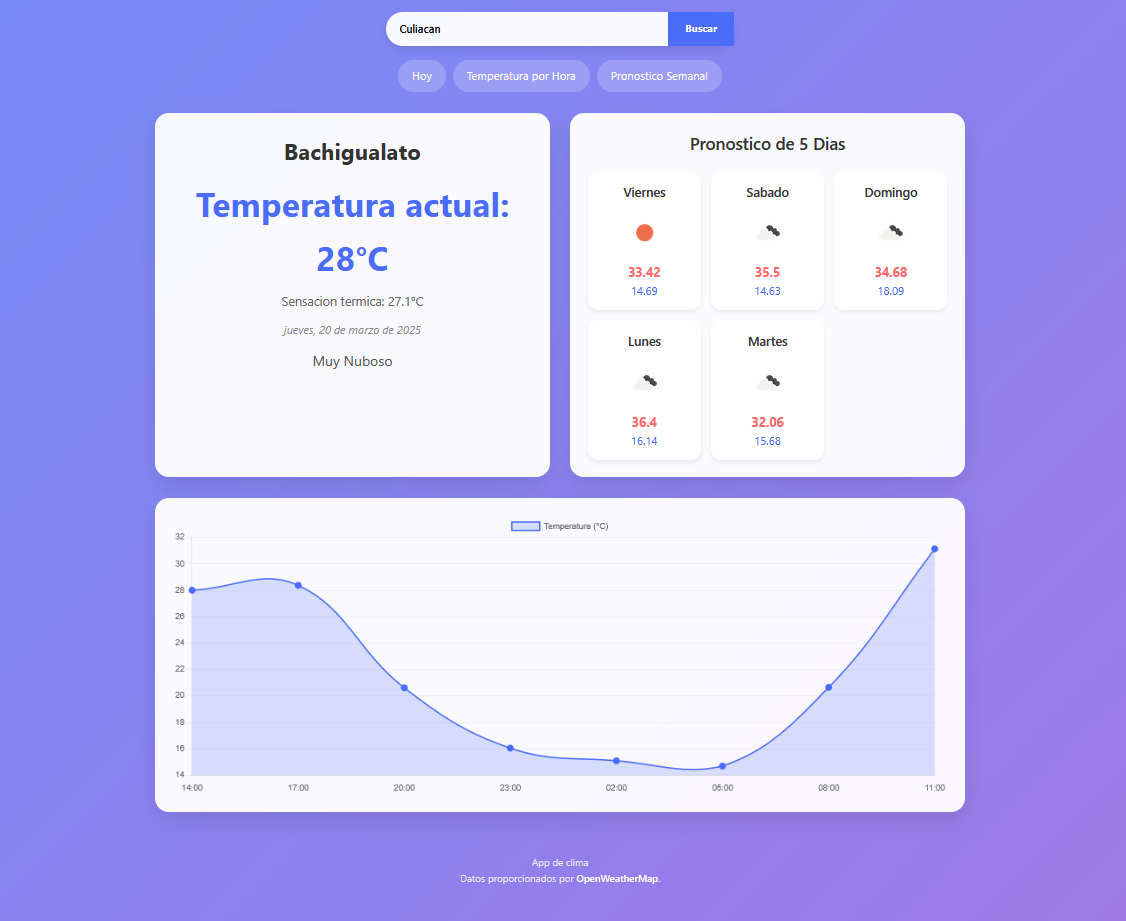 Culiacan
Buscar
Hoy
Temperatura por Hora
Pronostico Semanal
Bachigualato
Temperatura actual:
28°C
Sensacion termica: 27.1°C
jueves, 20 de marzo de 2025
Muy Nuboso
Pronostico de 5 Dias
Viernes
33.42
14.69
Sabado
35.5
14.63
Domingo
34.68
18.09
Lunes
36.4
16.14
Martes
32.06
15.68
Temperatura (°C)
32
30
28
26
24
22
20
18
16
14
14:00
17:00
20:00
23:00
02:00
05:00
08:00
11:00
App de clima
Datos proporcionados por OpenWeatherMap.